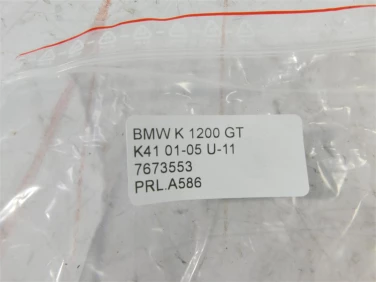 BMW K 1200 GT
K41 01-05 U-11
7673553
PRL.A586